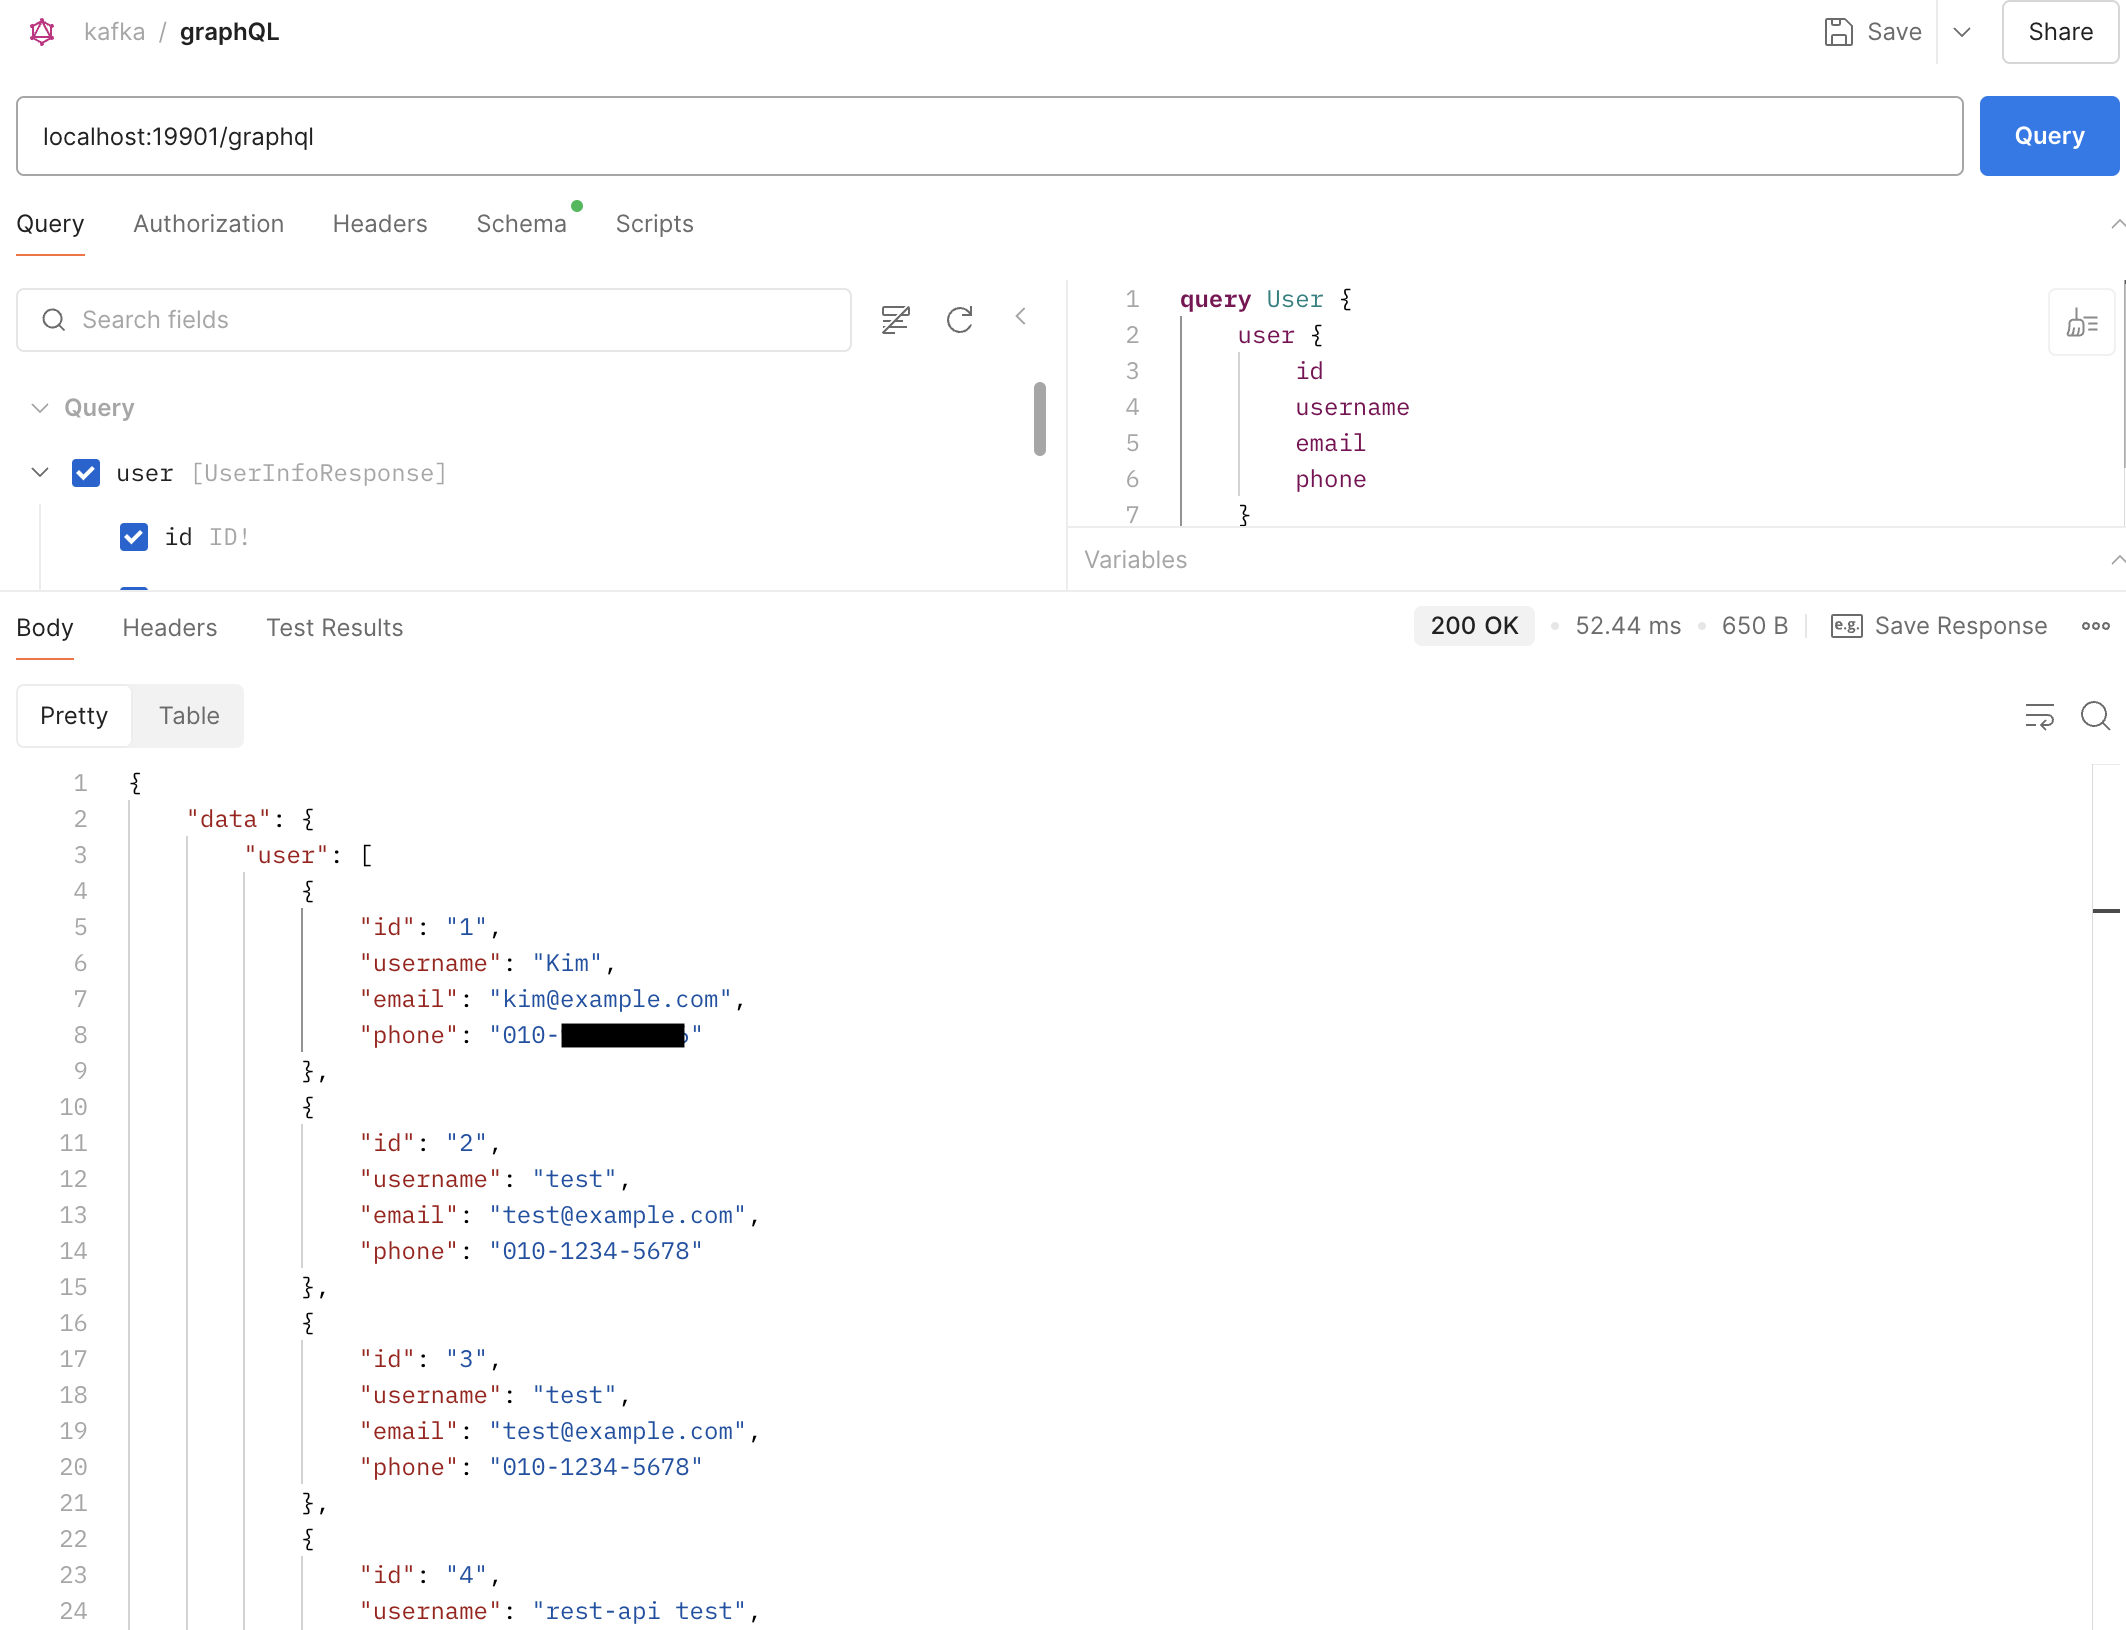 kafka / graphQL
Save
Share
localhost:19901/graphql
Query
Query Authorization Headers Schema Scripts
Search fields
Query
user [UserInfoResponse]
id ID!
1 query User {
2 user {
3 id
4 username
5 email
6 phone
7 }
Variables
Body Headers Test Results
200 OK 52.44 ms 650 B e.g. Save Response
Pretty Table
1 {
2 "data": {
3 "user": [
4 {
5 "id": "1",
6 "username": "Kim",
7 "email": "kim@example.com",
8 "phone": "010-"
9 },
10 {
11 "id": "2",
12 "username": "test",
13 "email": "test@example.com",
14 "phone": "010-1234-5678"
15 },
16 {
17 "id": "3",
18 "username": "test",
19 "email": "test@example.com",
20 "phone": "010-1234-5678"
21 },
22 {
23 "id": "4",
24 "username": "rest-api test",